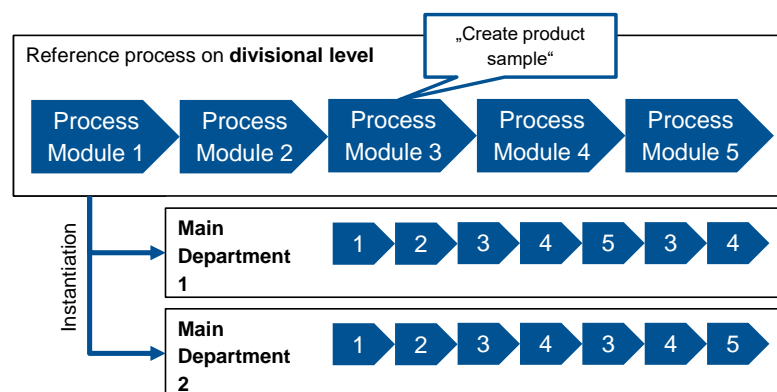 „Create product
sample“
Reference process on divisional level
Process
Module 1
Process
Module 2
Process
Module 3
Process
Module 4
Process
Module 5
Instantiation
Main
Department
1
1 2 3 4 5 3 4
Main
Department
2
1 2 3 4 3 4 5